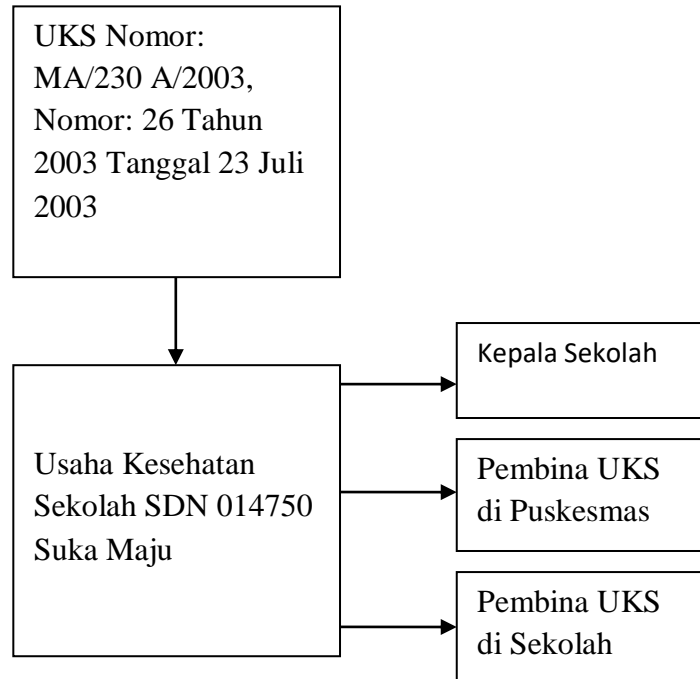 UKS Nomor:
MA/230 A/2003,
Nomor: 26 Tahun
2003 Tanggal 23 Juli
2003
Kepala Sekolah
Usaha Kesehatan
Sekolah SDN 014750
Suka Maju
Pembina UKS
di Puskesmas
Pembina UKS
di Sekolah